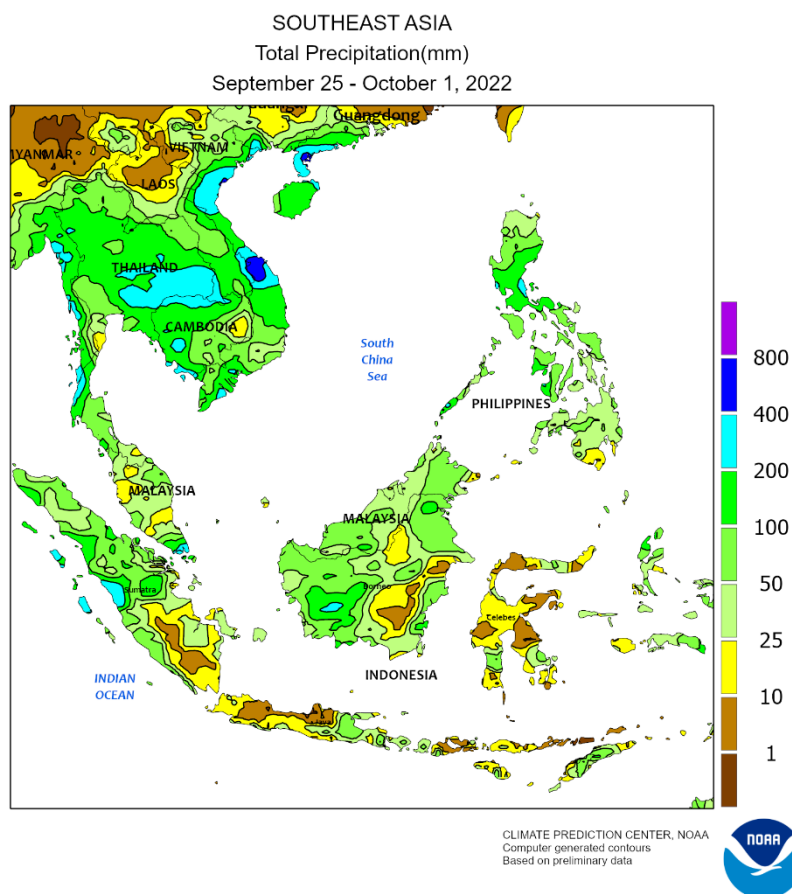 SOUTHEAST ASIA
Total Precipitation(mm)
September 25 - October 1, 2022
Guangdong
MYANMAR
VIETNAM
LAOS
THAILAND
CAMBODIA
South
China
Sea
PHILIPPINES
MALAYSIA
MALAYSIA
Sumatra
Borneo
Celebes
INDONESIA
INDIAN
OCEAN
800
400
200
100
50
25
10
1
CLIMATE PREDICTION CENTER, NOAA
Computer generated contours
Based on preliminary data
NOAA